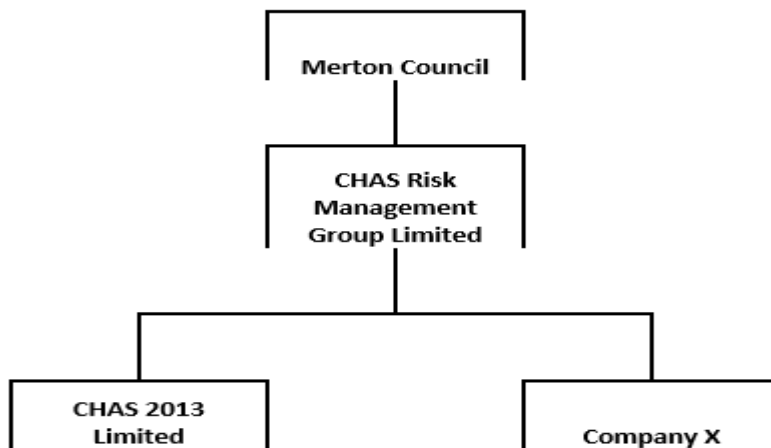 Merton Council
CHAS Risk
Management
Group Limited
CHAS 2013
Limited
Company X